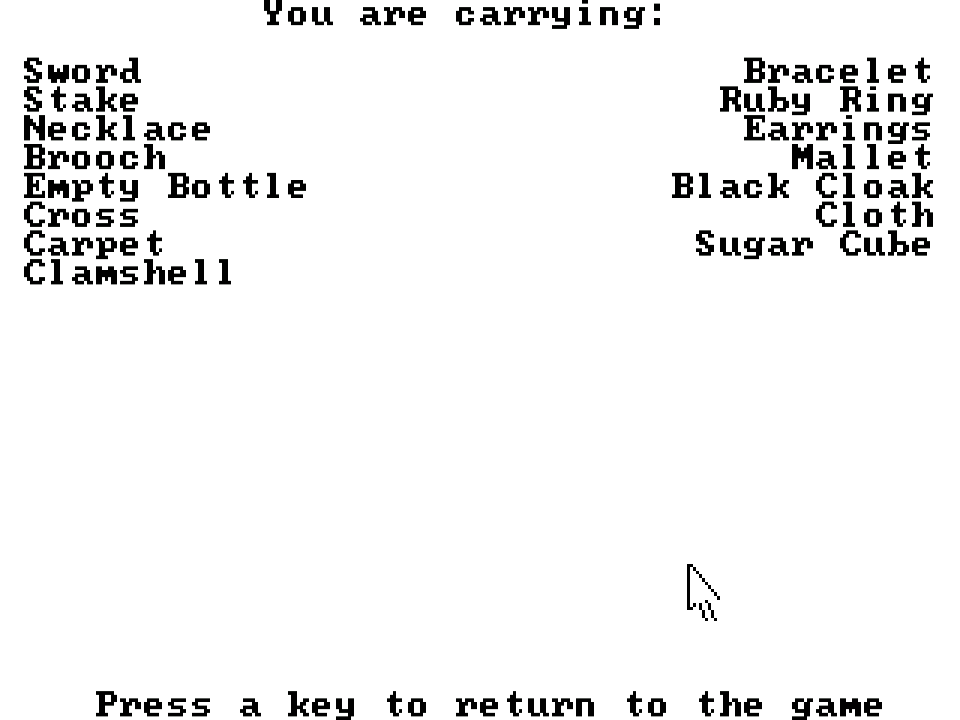 You are carrying:
Sword Bracelet
Stake Ruby Ring
Necklace Earrings
Brooch Mallet
Empty Bottle Black Cloak
Cross Cloth
Carpet Sugar Cube
Clamshell
Press a key to return to the game